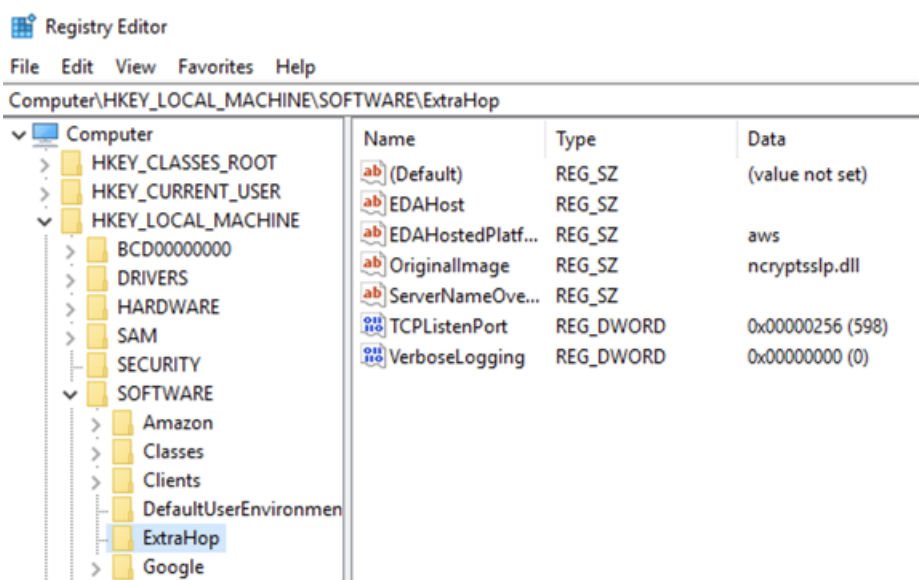 Registry Editor
File Edit View Favorites Help
Computer\HKEY_LOCAL_MACHINE\SOFTWARE\ExtraHop
Computer
HKEY_CLASSES_ROOT
HKEY_CURRENT_USER
HKEY_LOCAL_MACHINE
BCD00000000
DRIVERS
HARDWARE
SAM
SECURITY
SOFTWARE
Amazon
Classes
Clients
DefaultUserEnvironmen
ExtraHop
Google
Name Type Data
(Default) REG_SZ (value not set)
EDAHost REG_SZ
EDAHostedPlatf... REG_SZ aws
OriginalImage REG_SZ ncryptsslp.dll
ServerNameOve... REG_SZ
TCPListenPort REG_DWORD 0x00000256 (598)
VerboseLogging REG_DWORD 0x00000000 (0)